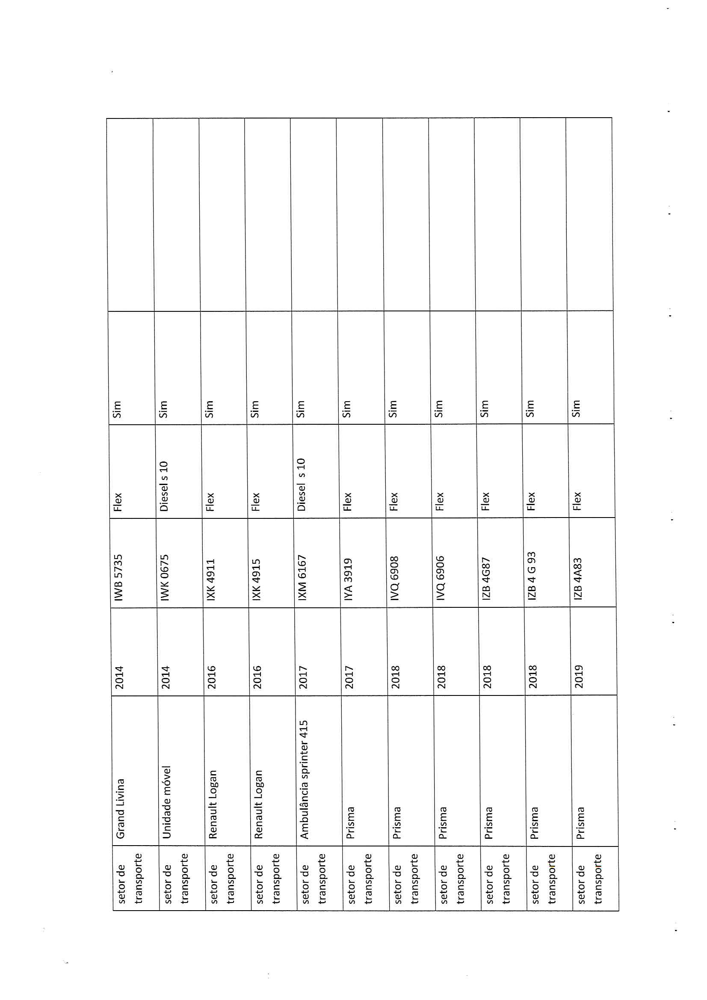 setor de
transporte
Grand Livina
2014
IWB 5735
Flex
Sim
setor de
transporte
Unidade móvel
2014
IWK 0675
Diesel s 10
Sim
setor de
transporte
Renault Logan
2016
IXK 4911
Flex
Sim
setor de
transporte
Renault Logan
2016
IXK 4915
Flex
Sim
setor de
transporte
Ambulância sprinter 415
2017
IXM 6167
Diesel s 10
Sim
setor de
transporte
Prisma
2017
IYA 3919
Flex
Sim
setor de
transporte
Prisma
2018
IVQ 6908
Flex
Sim
setor de
transporte
Prisma
2018
IVQ 6906
Flex
Sim
setor de
transporte
Prisma
2018
IZB 4G87
Flex
Sim
setor de
transporte
Prisma
2018
IZB 4 G 93
Flex
Sim
setor de
transporte
Prisma
2019
IZB 4A83
Flex
Sim